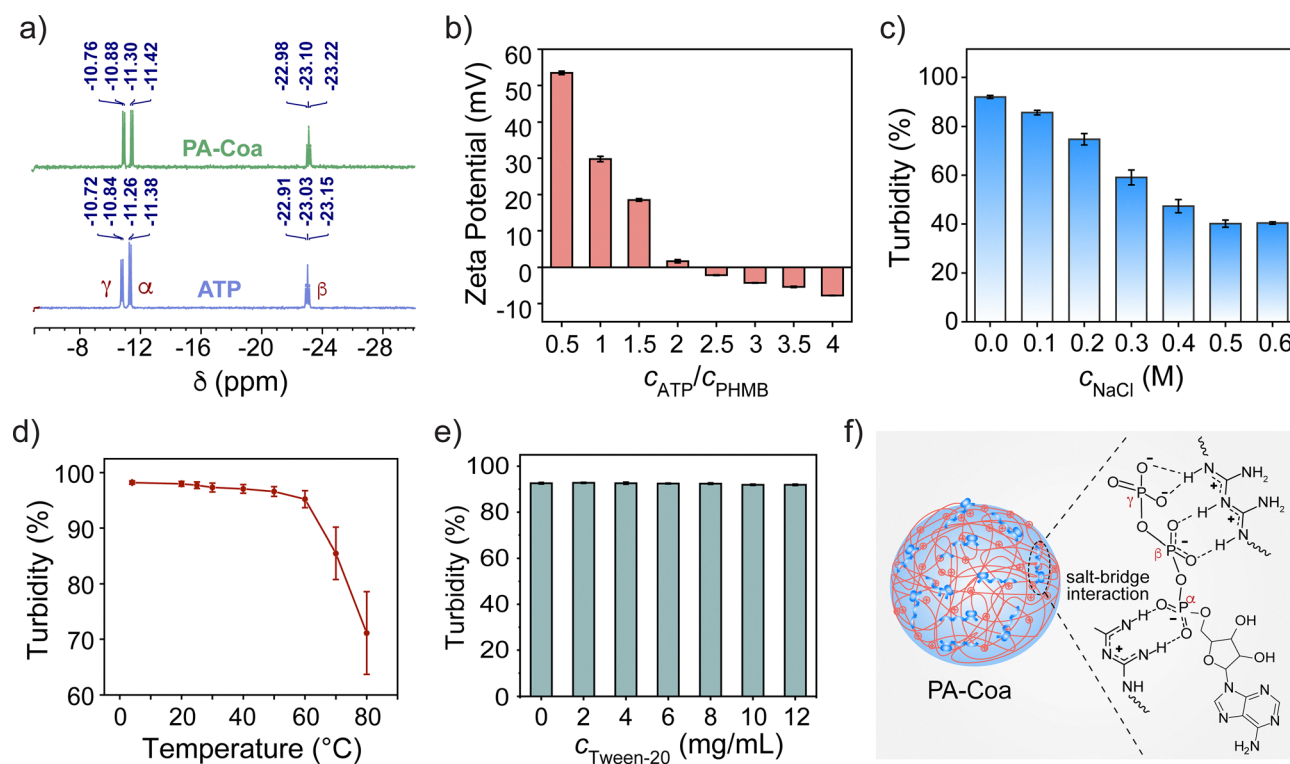 a)
-10.76
-10.88
-11.30
-11.42
-22.98
-23.10
-23.22
PA-Coa
-10.72
-10.84
-11.26
-11.38
-22.91
-23.03
-23.15
γ
α
ATP
β
-8 -12 -16 -20 -24 -28
δ (ppm)
b)
Zeta Potential (mV)
60
50
40
30
20
10
0
-10
0.5 1 1.5 2 2.5 3 3.5 4
cATP/cPHMB
c)
Turbidity (%)
100
80
60
40
20
0
0.0 0.1 0.2 0.3 0.4 0.5 0.6
cNaCl (M)
d)
Turbidity (%)
100
90
80
70
60
0 20 40 60 80
Temperature (°C)
e)
Turbidity (%)
100
80
60
40
20
0
0 2 4 6 8 10 12
cTween-20 (mg/mL)
f)
PA-Coa
salt-bridge
interaction
O-
O P O-
γ
O
H N NH2
+
H N NH2
+
H N
O
P -
β O
O
α
O P O
-
O
N H
N +
N H
NH
O
OH
OH
N N
N N
H2N